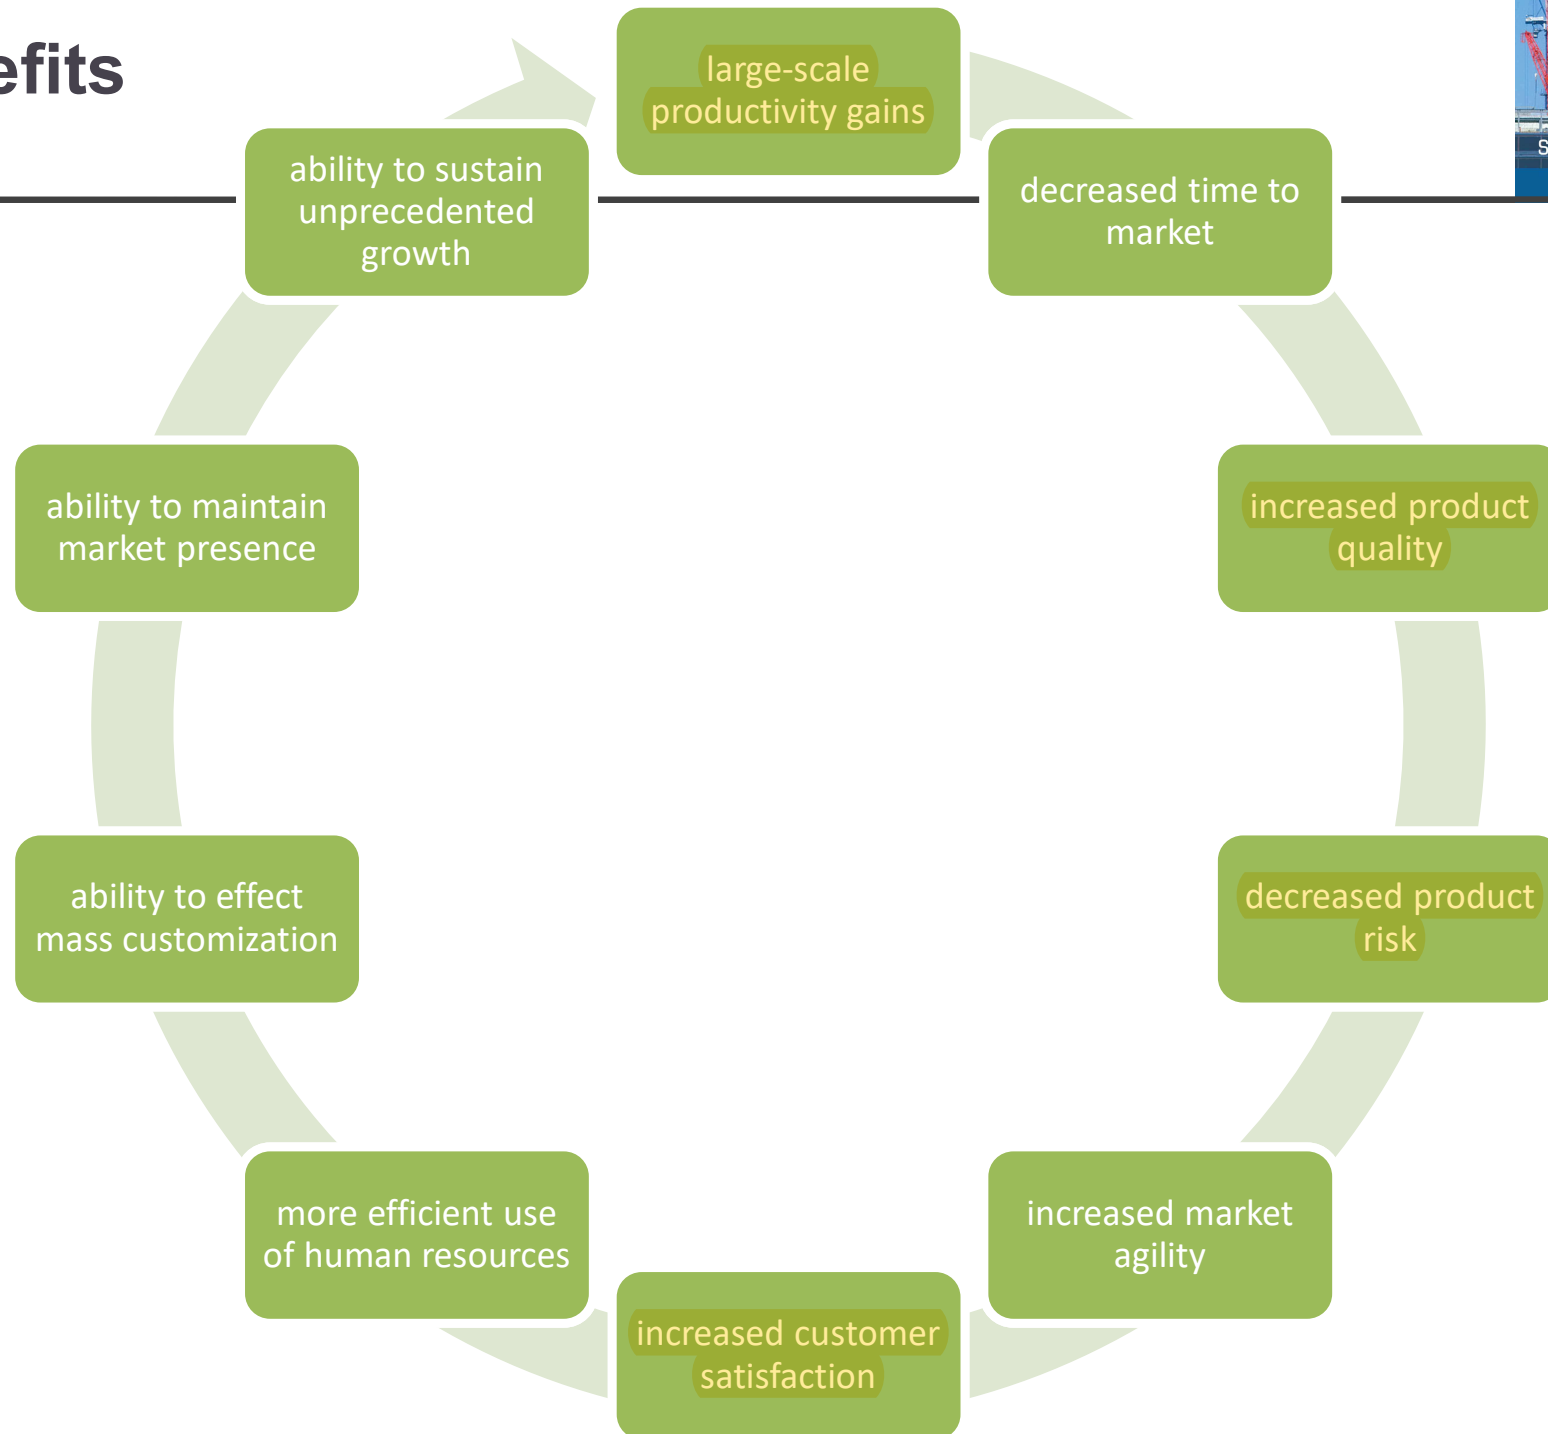 efits
large-scale
productivity gains
decreased time to
market
increased product
quality
decreased product
risk
increased market
agility
increased customer
satisfaction
more efficient use
of human resources
ability to effect
mass customization
ability to maintain
market presence
ability to sustain
unprecedented
growth
S